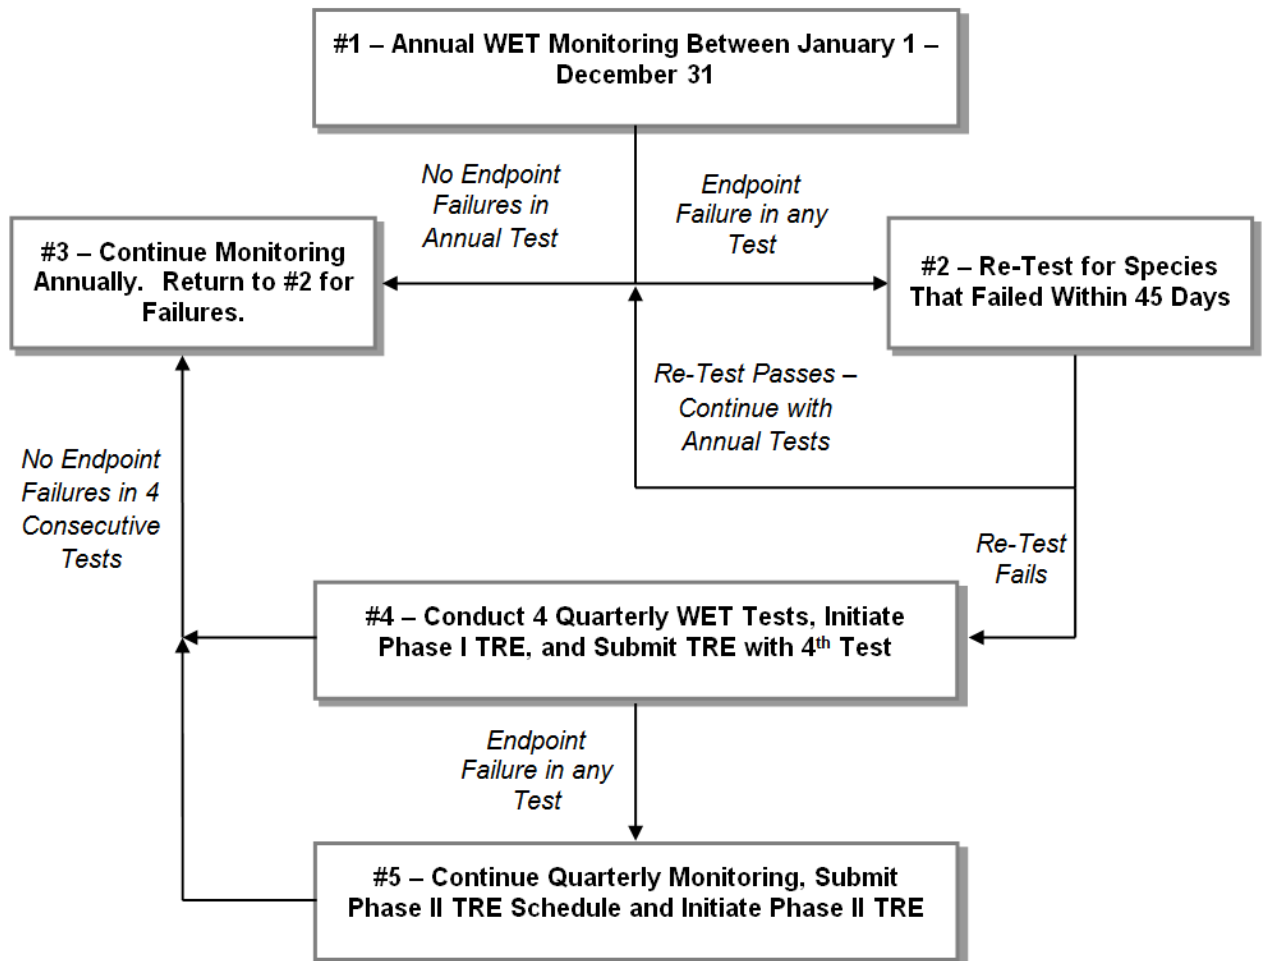 #1 – Annual WET Monitoring Between January 1 –
December 31
No Endpoint
Failures in
Annual Test
Endpoint
Failure in any
Test
#3 – Continue Monitoring
Annually.  Return to #2 for
Failures.
#2 – Re-Test for Species
That Failed Within 45 Days
Re-Test Passes –
Continue with
Annual Tests
No Endpoint
Failures in 4
Consecutive
Tests
Re-Test
Fails
#4 – Conduct 4 Quarterly WET Tests, Initiate
Phase I TRE, and Submit TRE with 4th Test
Endpoint
Failure in any
Test
#5 – Continue Quarterly Monitoring, Submit
Phase II TRE Schedule and Initiate Phase II TRE